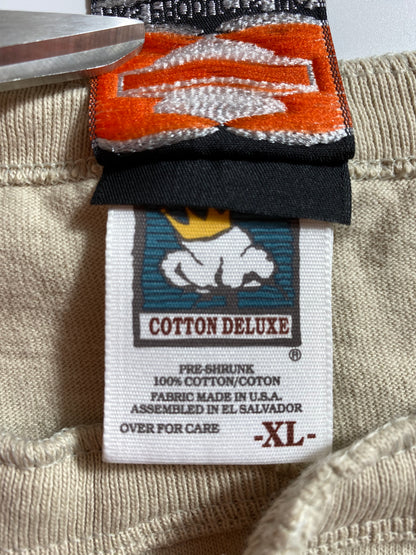 COTTON DELUXE
®
PRE-SHRUNK
100% COTTON/COTON
FABRIC MADE IN U.S.A.
ASSEMBLED IN EL SALVADOR
OVER FOR CARE -XL-